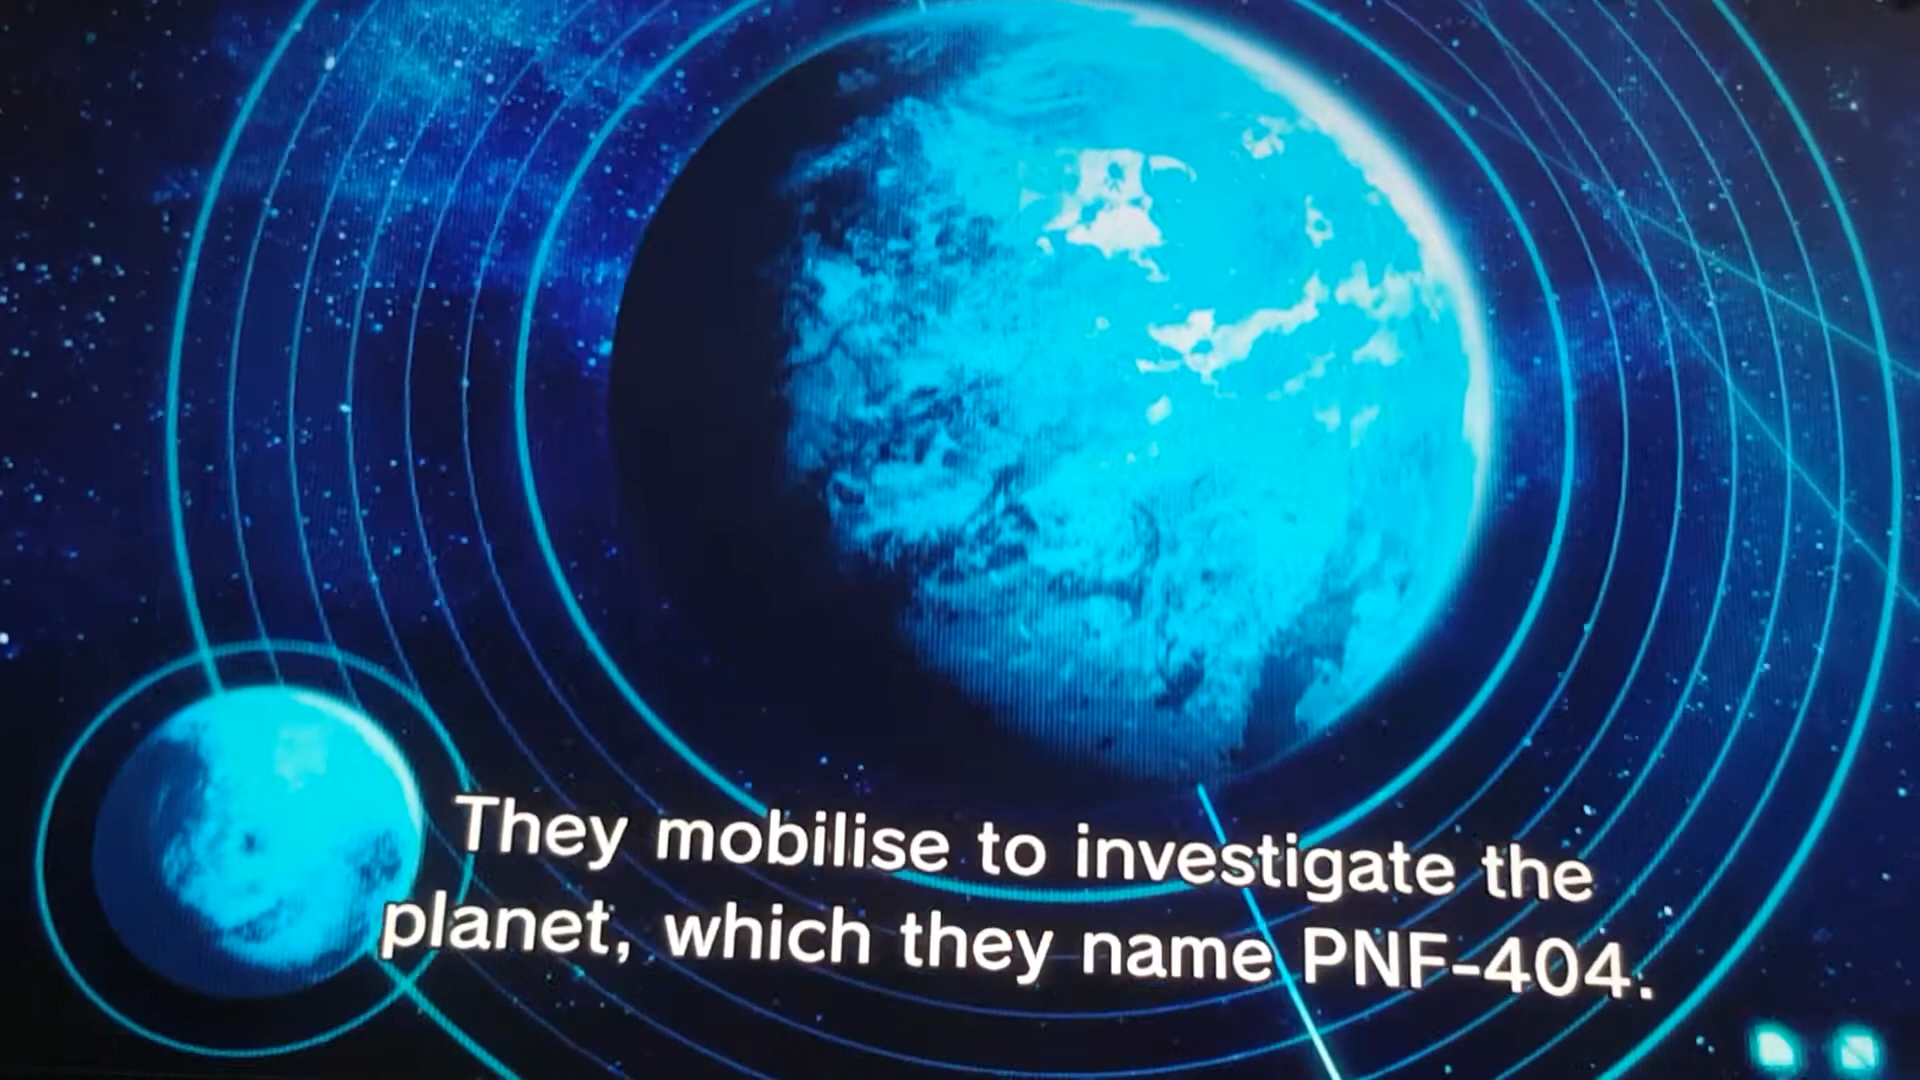 They mobilise to investigate the
planet, which they name PNF-404.